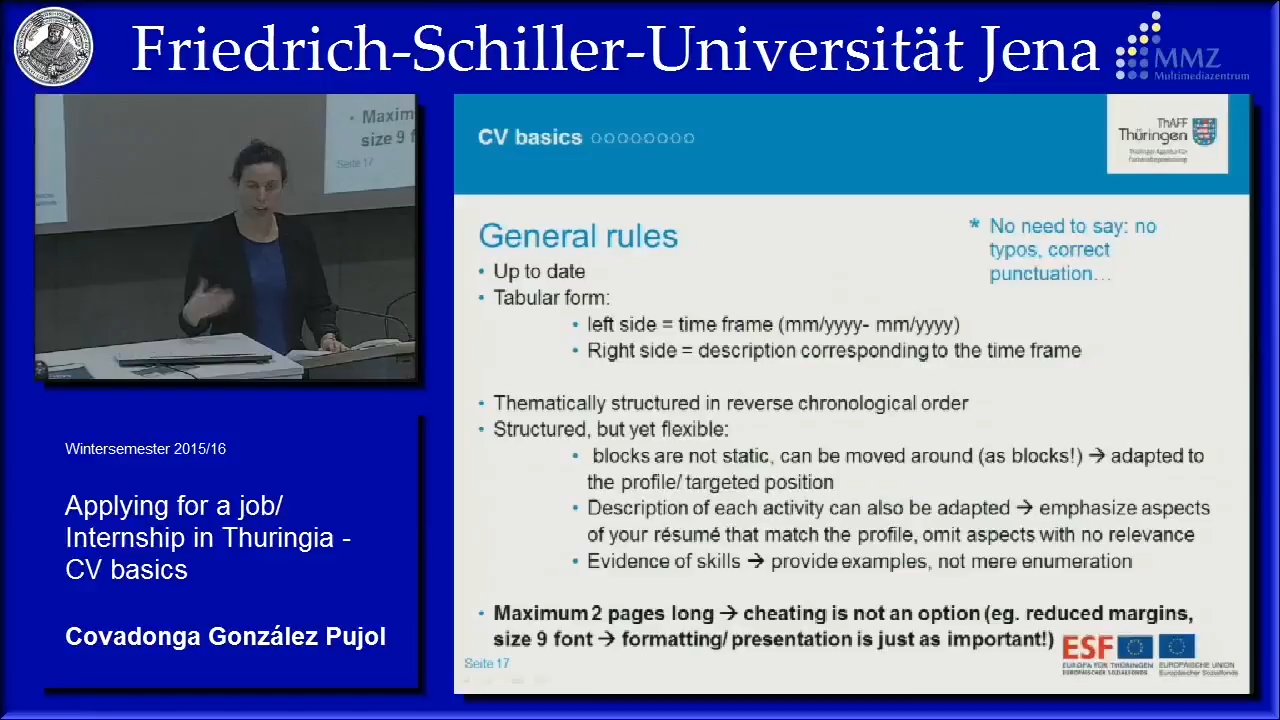 Friedrich-Schiller-Universität Jena
MMZ
Multimediazentrum
Maxim
size 9 f
Seite 17
CV basics
ThAFF
Thüringen
General rules
* No need to say: no
typos, correct
punctuation…
• Up to date
• Tabular form:
• left side = time frame (mm/yyyy- mm/yyyy)
• Right side = description corresponding to the time frame
• Thematically structured in reverse chronological order
• Structured, but yet flexible:
• blocks are not static, can be moved around (as blocks!) → adapted to
the profile/ targeted position
• Description of each activity can also be adapted → emphasize aspects
of your résumé that match the profile, omit aspects with no relevance
• Evidence of skills → provide examples, not mere enumeration
• Maximum 2 pages long → cheating is not an option (eg. reduced margins,
size 9 font → formatting/ presentation is just as important!)
Seite 17
ESF
EUROPA FÜR THÜRINGEN
EUROPÄISCHER SOZIALFONDS
EUROPÄISCHE UNION
Europäischer Sozialfonds
Wintersemester 2015/16
Applying for a job/
Internship in Thuringia -
CV basics
Covadonga González Pujol